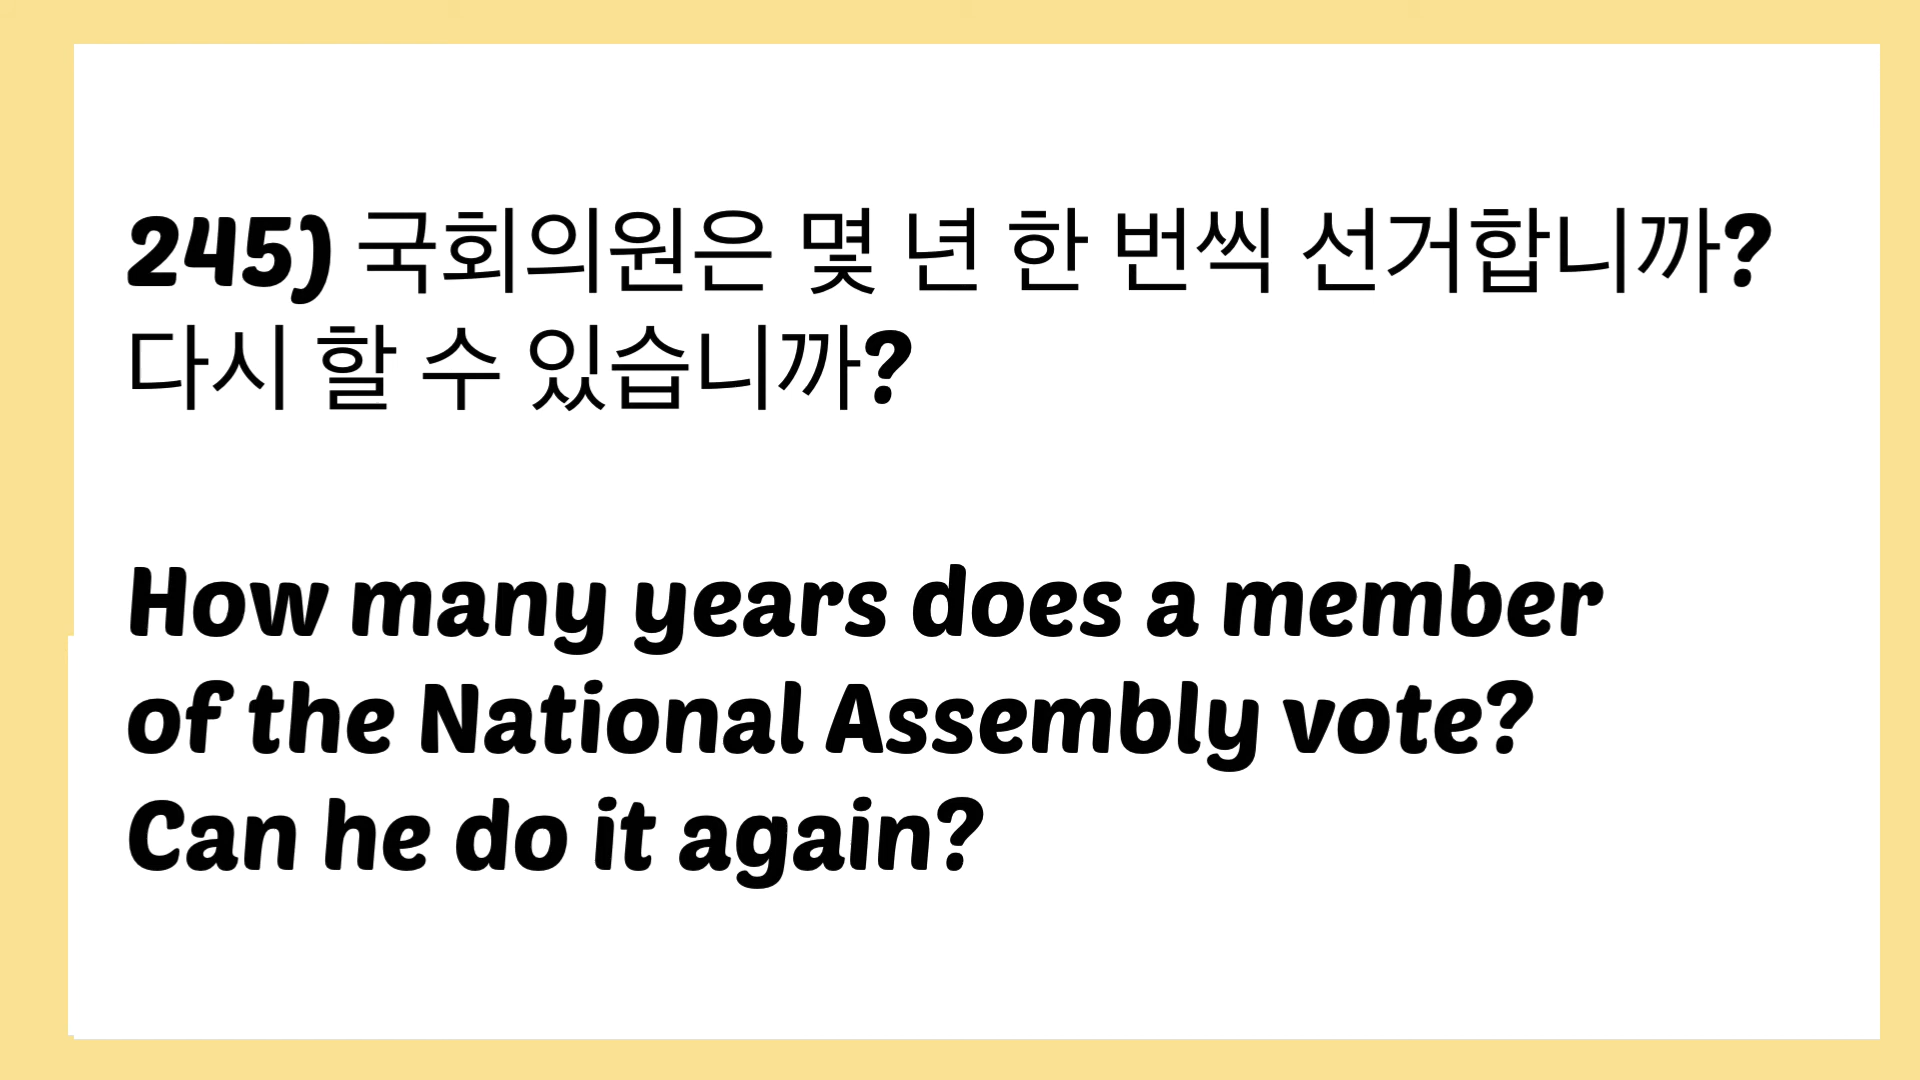 245) 국회의원은 몇 년 한 번씩 선거합니까?
다시 할 수 있습니까?
How many years does a member
of the National Assembly vote?
Can he do it again?